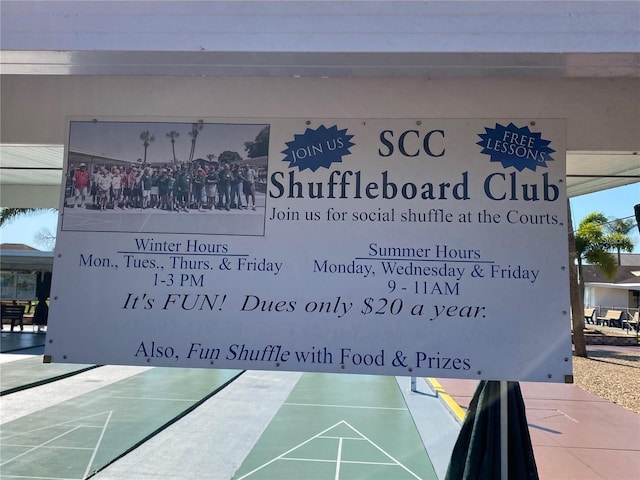 JOIN US
SCC
FREE
LESSONS
Shuffleboard Club
Join us for social shuffle at the Courts.
Winter Hours
Mon., Tues., Thurs. & Friday
1-3 PM
Summer Hours
Monday, Wednesday & Friday
9 - 11AM
It's FUN! Dues only $20 a year.
Also, Fun Shuffle with Food & Prizes